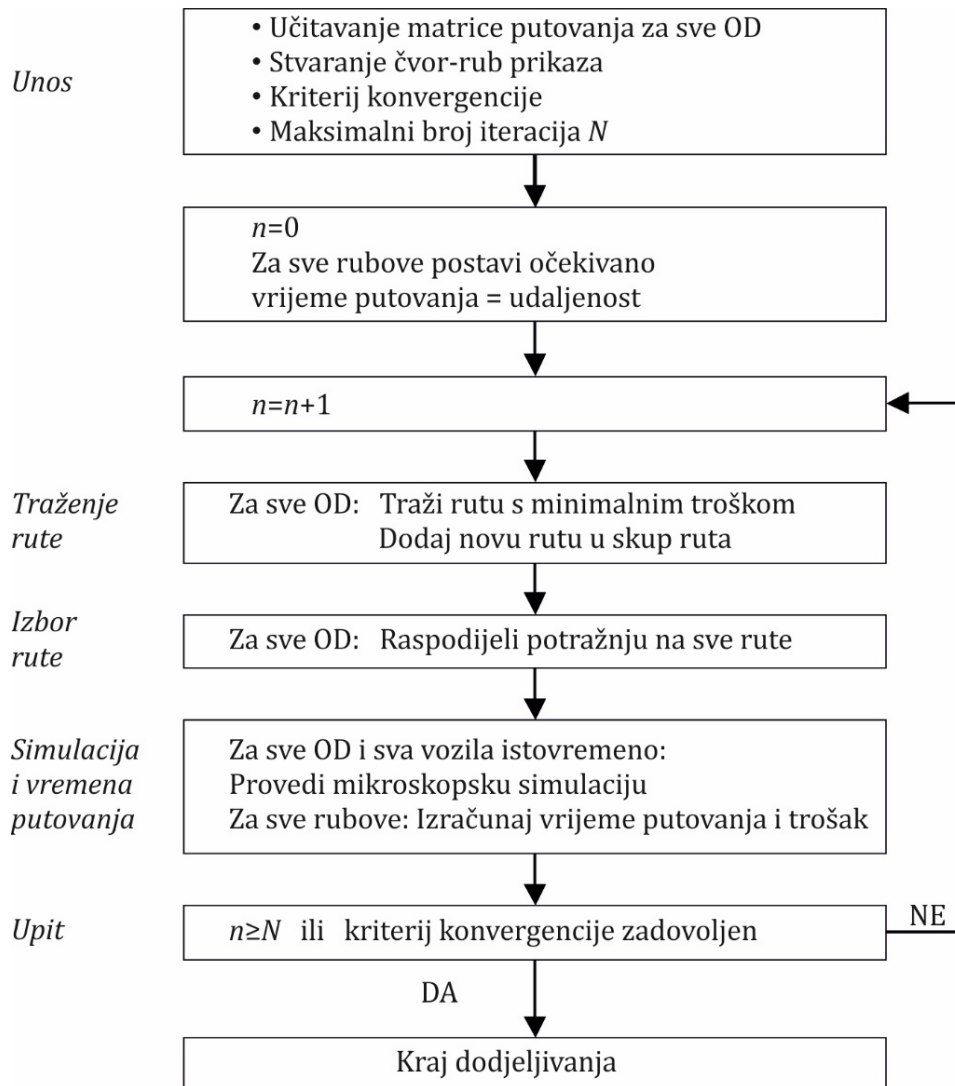 Unos
• Učitavanje matrice putovanja za sve OD
• Stvaranje čvor-rub prikaza
• Kriterij konvergencije
• Maksimalni broj iteracija N
n=0
Za sve rubove postavi očekivano
vrijeme putovanja = udaljenost
n=n+1
Traženje
rute
Za sve OD: Traži rutu s minimalnim troškom
Dodaj novu rutu u skup ruta
Izbor
rute
Za sve OD: Raspodijeli potražnju na sve rute
Simulacija
i vremena
putovanja
Za sve OD i sva vozila istovremeno:
Provedi mikroskopsku simulaciju
Za sve rubove: Izračunaj vrijeme putovanja i trošak
Upit
n≥N ili kriterij konvergencije zadovoljen
NE
DA
Kraj dodjeljivanja